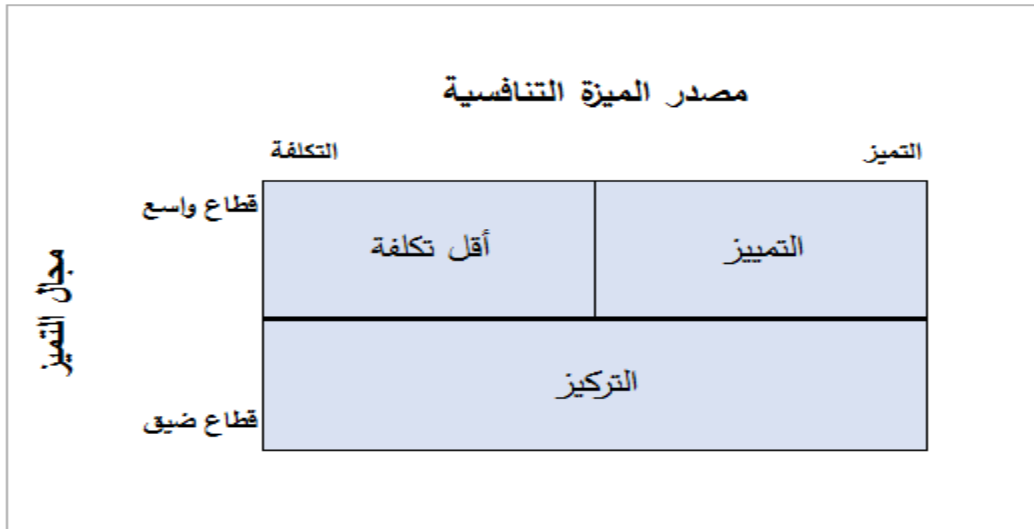 مصدر الميزة التنافسية
التميز
التكلفة
قطاع واسع
التمييز
أقل تكلفة
مجال التميز
التركيز
قطاع ضيق